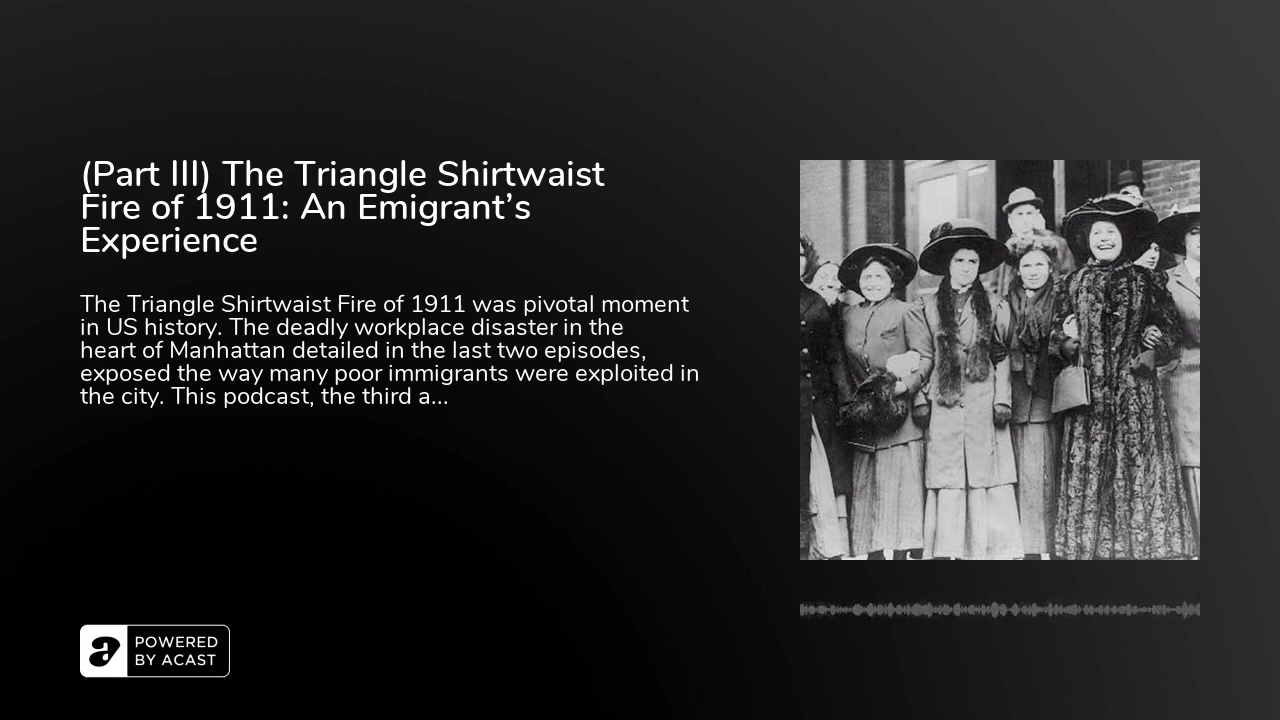 (Part III) The Triangle Shirtwaist
Fire of 1911: An Emigrant’s
Experience
The Triangle Shirtwaist Fire of 1911 was pivotal moment
in US history. The deadly workplace disaster in the
heart of Manhattan detailed in the last two episodes,
exposed the way many poor immigrants were exploited in
the city. This podcast, the third a...
a
POWERED
BY ACAST